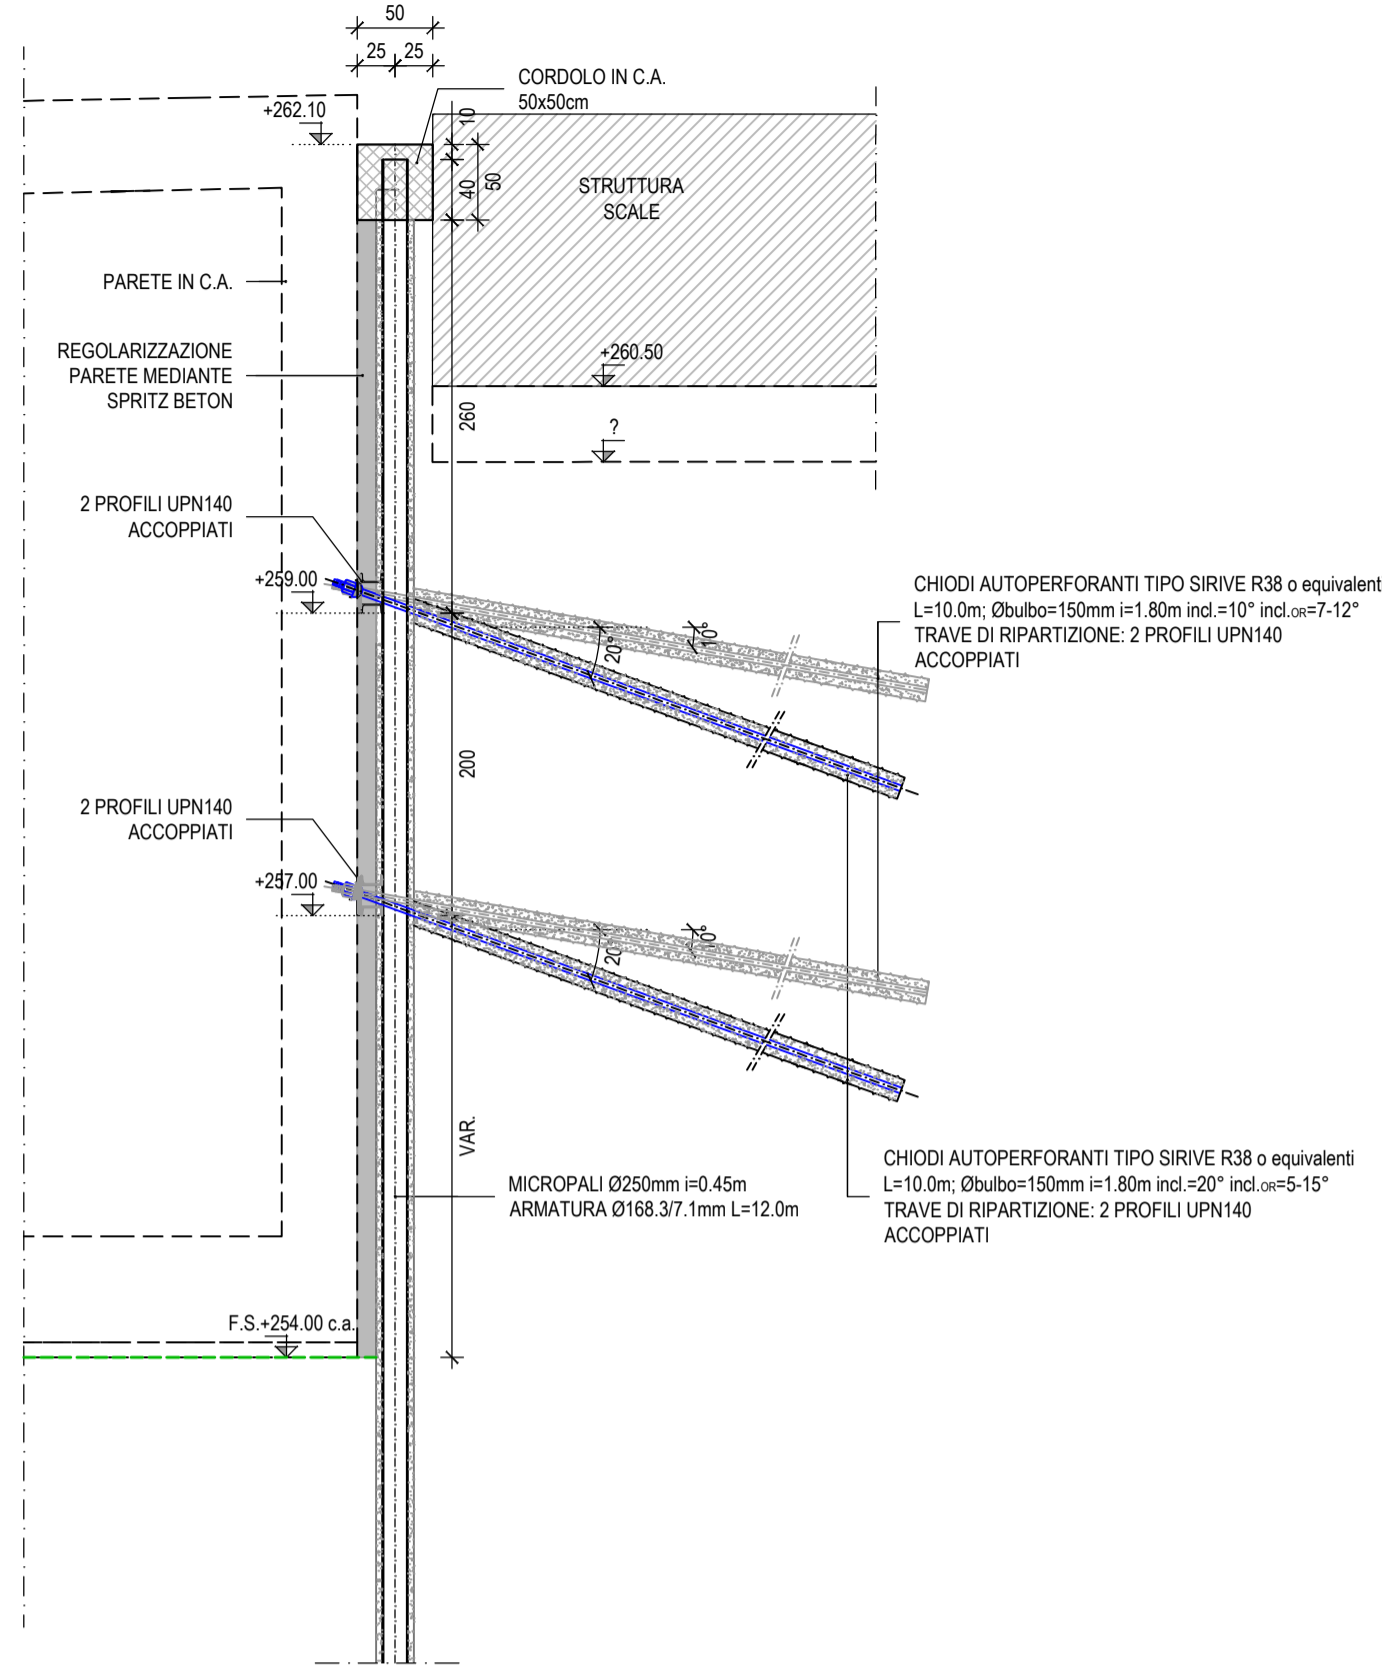 50
25
25
CORDOLO IN C.A.
50x50cm
+262.10
10
40
50
STRUTTURA
SCALE
PARETE IN C.A.
REGOLARIZZAZIONE
PARETE MEDIANTE
SPRITZ BETON
+260.50
260
?
2 PROFILI UPN140
ACCOPPIATI
+259.00
20°
10°
CHIODI AUTOPERFORANTI TIPO SIRIVE R38 o equivalent
L=10.0m; Øbulbo=150mm i=1.80m incl.=10° incl.OR=7-12°
TRAVE DI RIPARTIZIONE: 2 PROFILI UPN140
ACCOPPIATI
200
2 PROFILI UPN140
ACCOPPIATI
+257.00
20°
10°
VAR.
MICROPALI Ø250mm i=0.45m
ARMATURA Ø168.3/7.1mm L=12.0m
CHIODI AUTOPERFORANTI TIPO SIRIVE R38 o equivalenti
L=10.0m; Øbulbo=150mm i=1.80m incl.=20° incl.OR=5-15°
TRAVE DI RIPARTIZIONE: 2 PROFILI UPN140
ACCOPPIATI
F.S.+254.00 c.a.